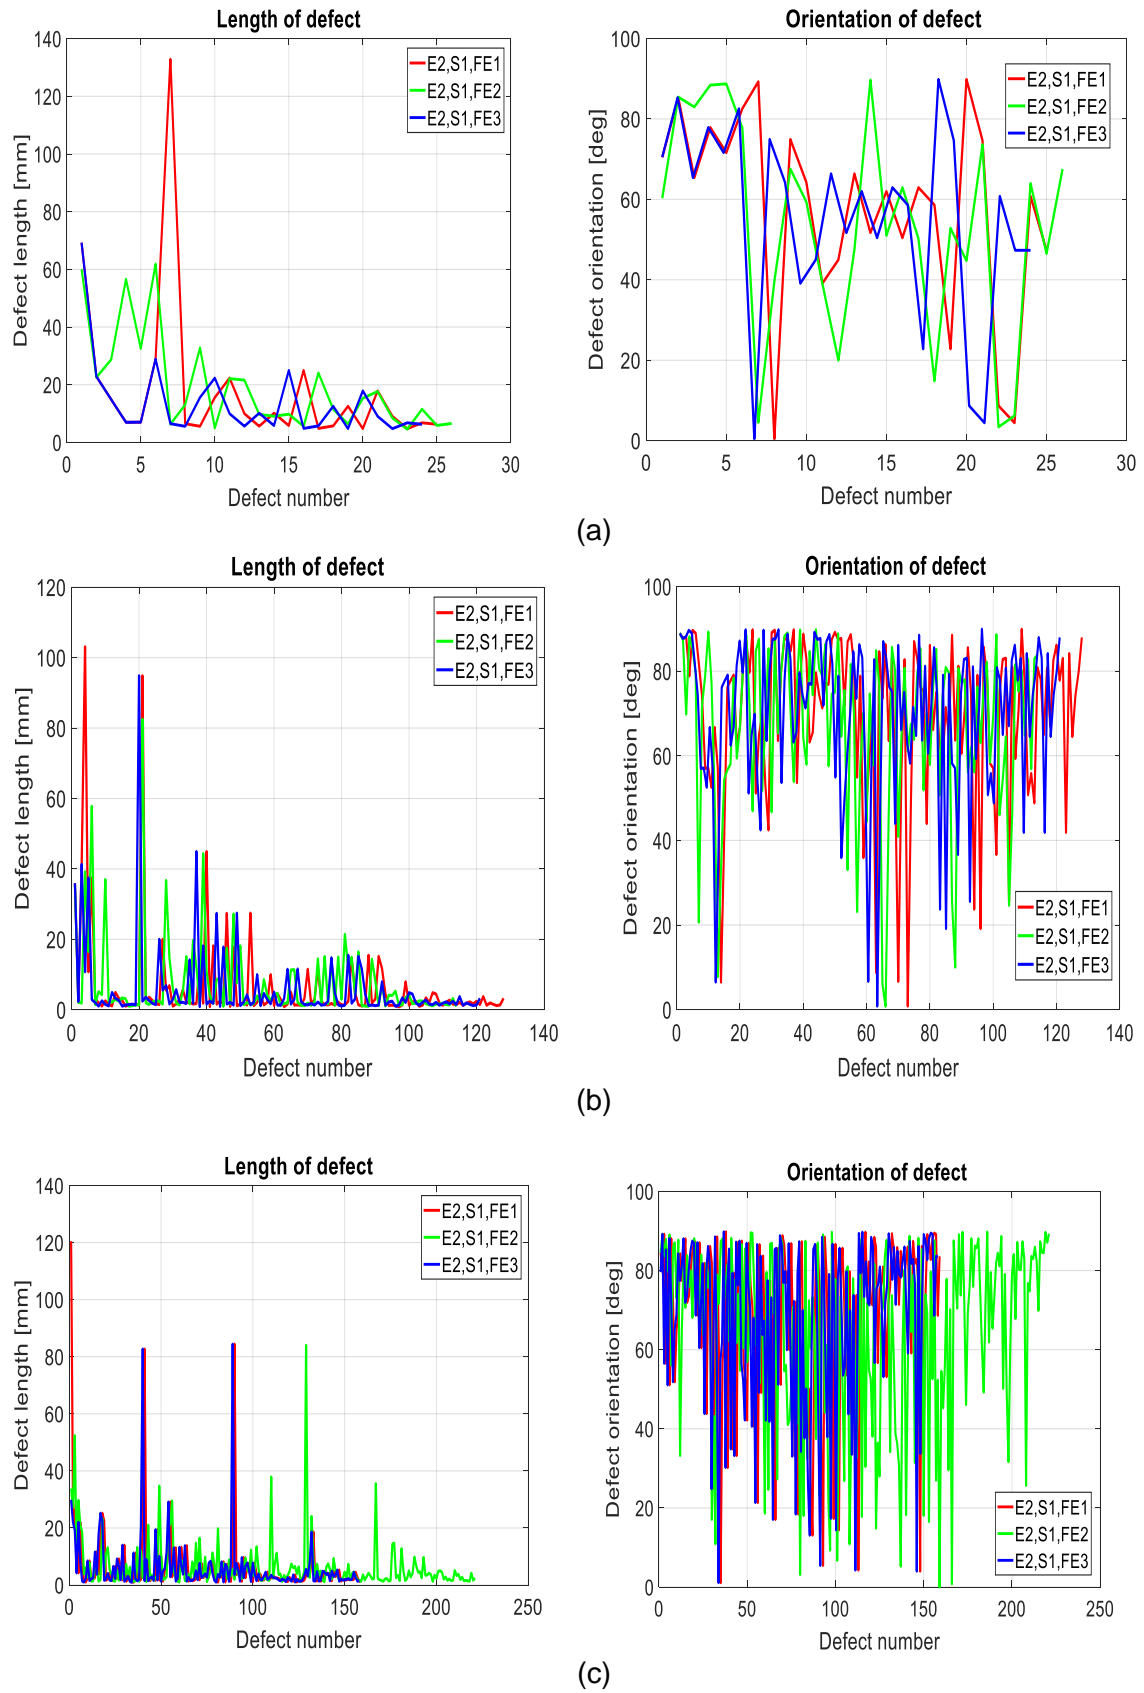 Length of defect
140
120
100
80
60
40
20
0
0 5 10 15 20 25 30
Defect length [mm]
Defect number
E2,S1,FE1
E2,S1,FE2
E2,S1,FE3
Orientation of defect
100
80
60
40
20
0
0 5 10 15 20 25 30
Defect orientation [deg]
Defect number
E2,S1,FE1
E2,S1,FE2
E2,S1,FE3
(a)
Length of defect
120
100
80
60
40
20
0
0 20 40 60 80 100 120 140
Defect length [mm]
Defect number
E2,S1,FE1
E2,S1,FE2
E2,S1,FE3
Orientation of defect
100
80
60
40
20
0
0 20 40 60 80 100 120 140
Defect orientation [deg]
Defect number
E2,S1,FE1
E2,S1,FE2
E2,S1,FE3
(b)
Length of defect
140
120
100
80
60
40
20
0
0 50 100 150 200 250
Defect length [mm]
Defect number
E2,S1,FE1
E2,S1,FE2
E2,S1,FE3
Orientation of defect
100
80
60
40
20
0
0 50 100 150 200 250
Defect orientation [deg]
Defect number
E2,S1,FE1
E2,S1,FE2
E2,S1,FE3
(c)